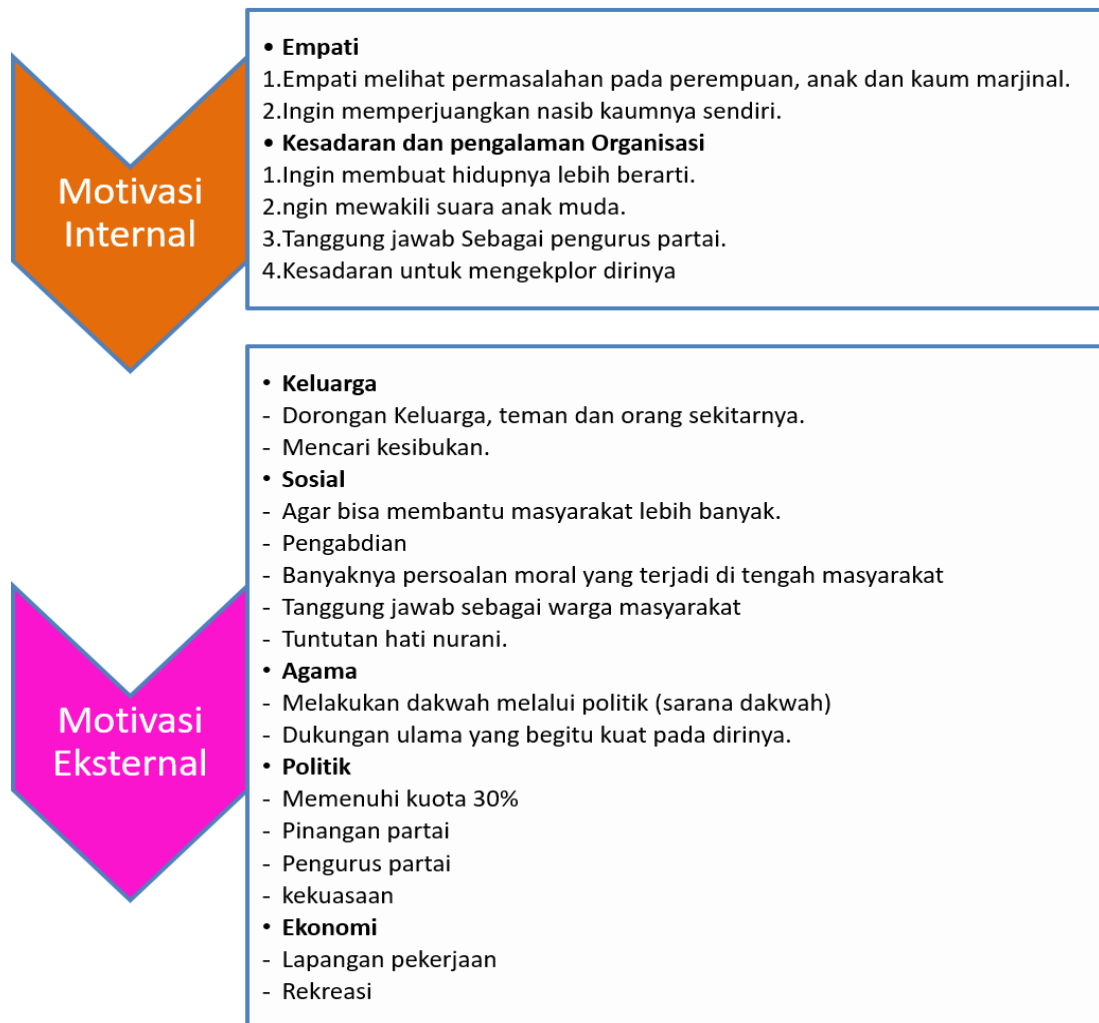 Motivasi
Internal
• Empati
1.Empati melihat permasalahan pada perempuan, anak dan kaum marjinal.
2.Ingin memperjuangkan nasib kaumnya sendiri.
• Kesadaran dan pengalaman Organisasi
1.Ingin membuat hidupnya lebih berarti.
2.ngin mewakili suara anak muda.
3.Tanggung jawab Sebagai pengurus partai.
4.Kesadaran untuk mengekplor dirinya
Motivasi
Eksternal
• Keluarga
- Dorongan Keluarga, teman dan orang sekitarnya.
- Mencari kesibukan.
• Sosial
- Agar bisa membantu masyarakat lebih banyak.
- Pengabdian
- Banyaknya persoalan moral yang terjadi di tengah masyarakat
- Tanggung jawab sebagai warga masyarakat
- Tuntutan hati nurani.
• Agama
- Melakukan dakwah melalui politik (sarana dakwah)
- Dukungan ulama yang begitu kuat pada dirinya.
• Politik
- Memenuhi kuota 30%
- Pinangan partai
- Pengurus partai
- kekuasaan
• Ekonomi
- Lapangan pekerjaan
- Rekreasi